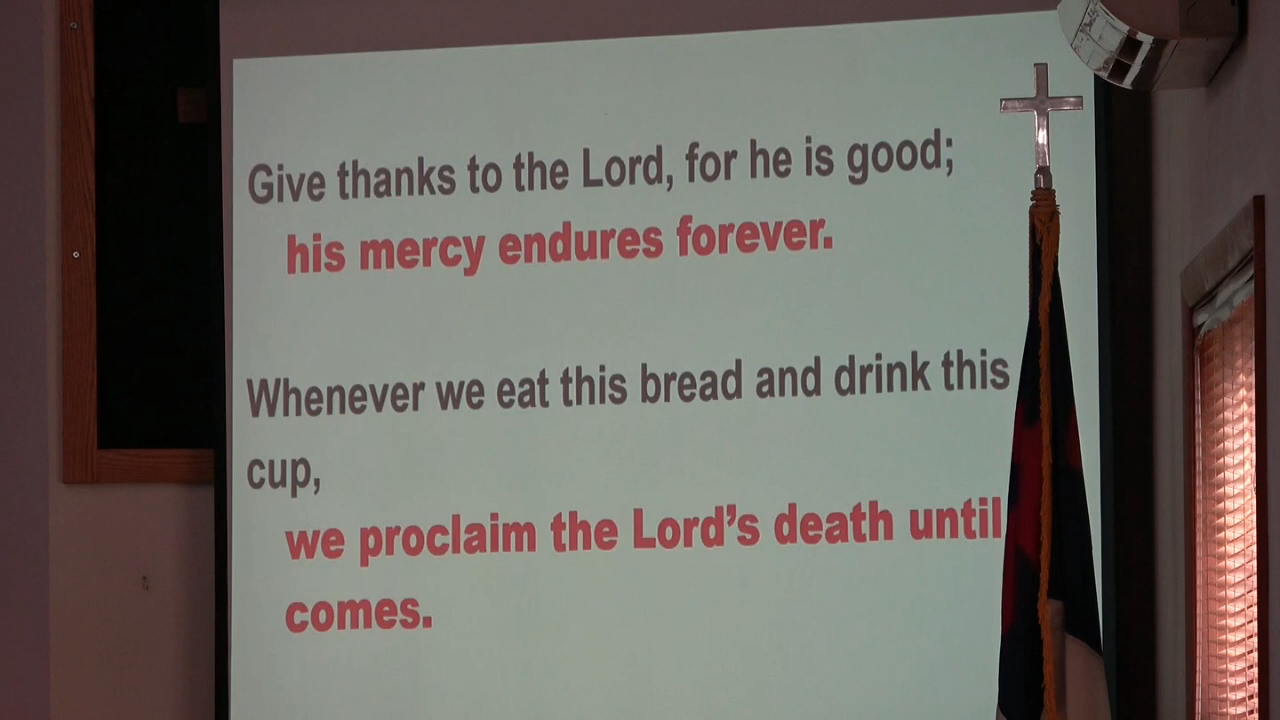 Give thanks to the Lord, for he is good;
his mercy endures forever.
Whenever we eat this bread and drink this
cup,
we proclaim the Lord's death until
comes.